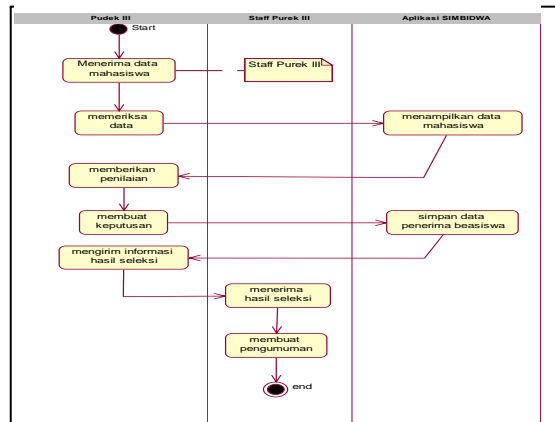 Pudek III
Staff Purek III
Aplikasi SIMBIDWA
Start
Menerima data
mahasiswa
Staff Purek III
memeriksa
data
menampilkan data
mahasiswa
memberikan
penilaian
membuat
keputusan
simpan data
penerima beasiswa
mengirim informasi
hasil seleksi
menerima
hasil seleksi
membuat
pengumuman
end